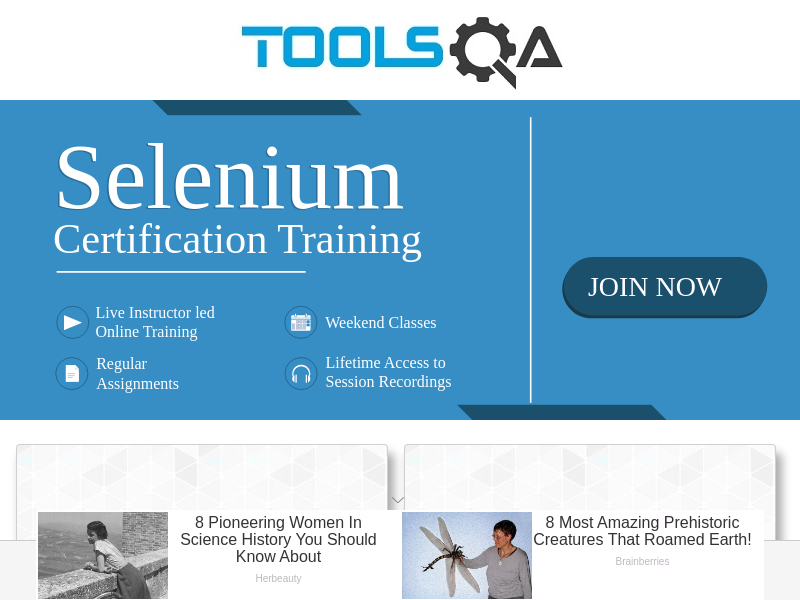 TOOLSQA
Selenium
Certification Training
JOIN NOW
Live Instructor led
Online Training
Weekend Classes
Regular
Assignments
Lifetime Access to
Session Recordings
8 Pioneering Women In
Science History You Should
Know About
Herbeauty
8 Most Amazing Prehistoric
Creatures That Roamed Earth!
Brainberries